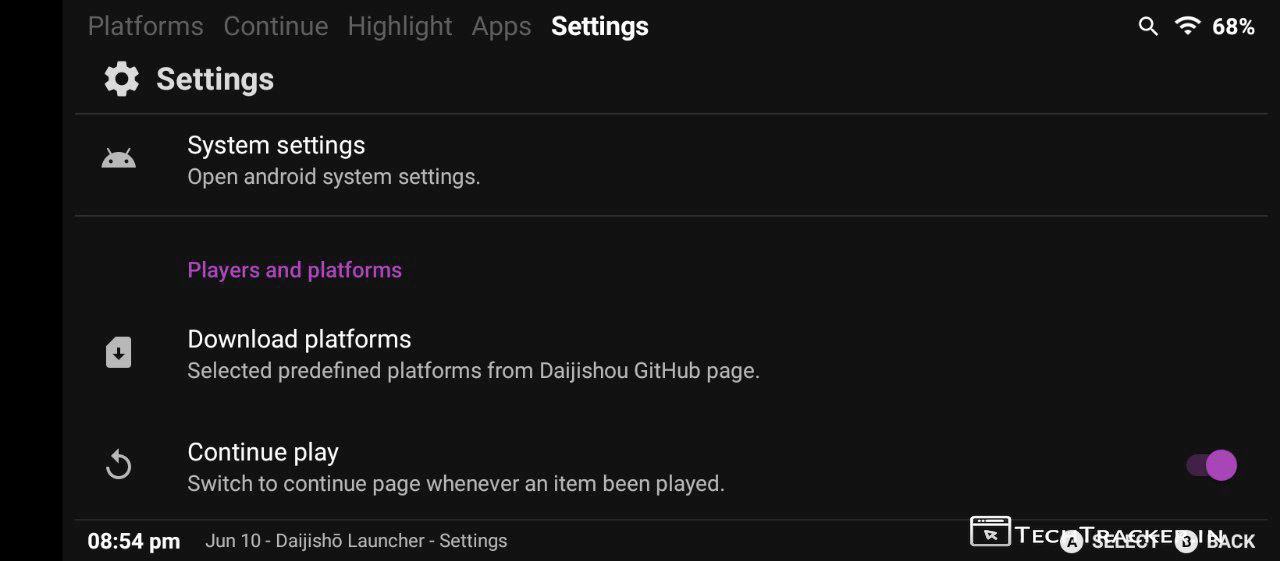 Platforms Continue Highlight Apps Settings 68%
Settings
System settings
Open android system settings.
Players and platforms
Download platforms
Selected predefined platforms from Daijishou GitHub page.
Continue play
Switch to continue page whenever an item been played.
08:54 pm Jun 10 - Daijishō Launcher - Settings
TECHTRACKER.IN
A SELECT B BACK